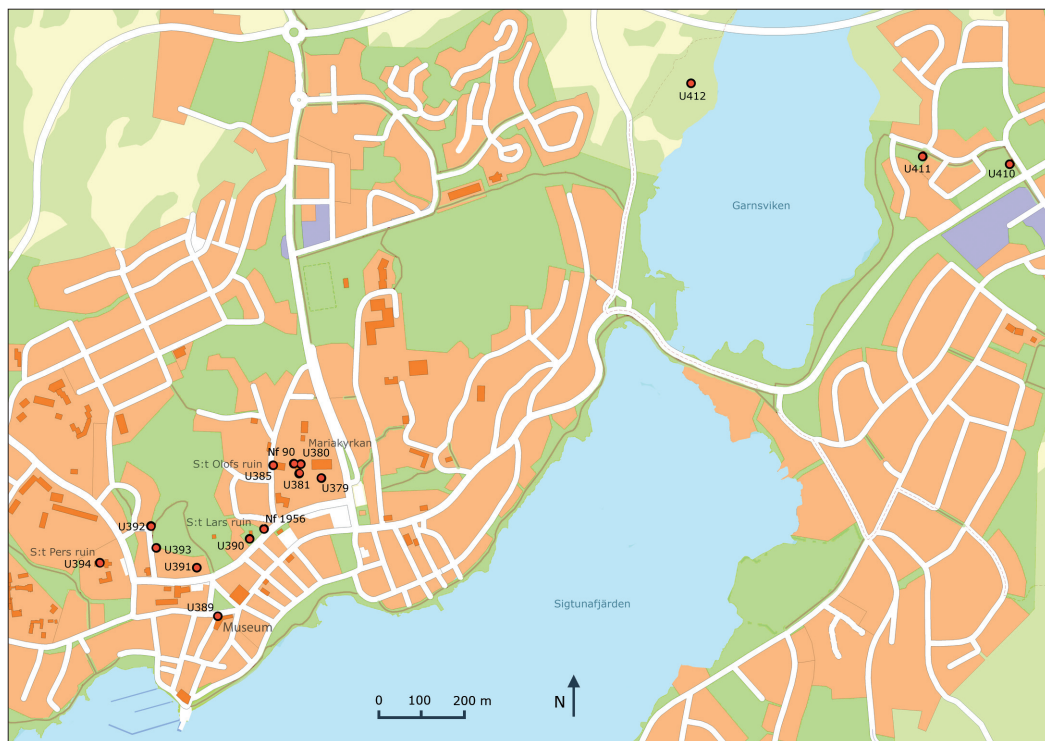 U412
U411
U410
Garnsviken
Mariakyrkan
Nf 90
U380
S:t Olofs ruin
U385
U381
U379
S:t Lars ruin
Nf 1956
U392
U390
U393
S:t Pers ruin
U394
U391
U389
Museum
Sigtunafjärden
0 100 200 m
N